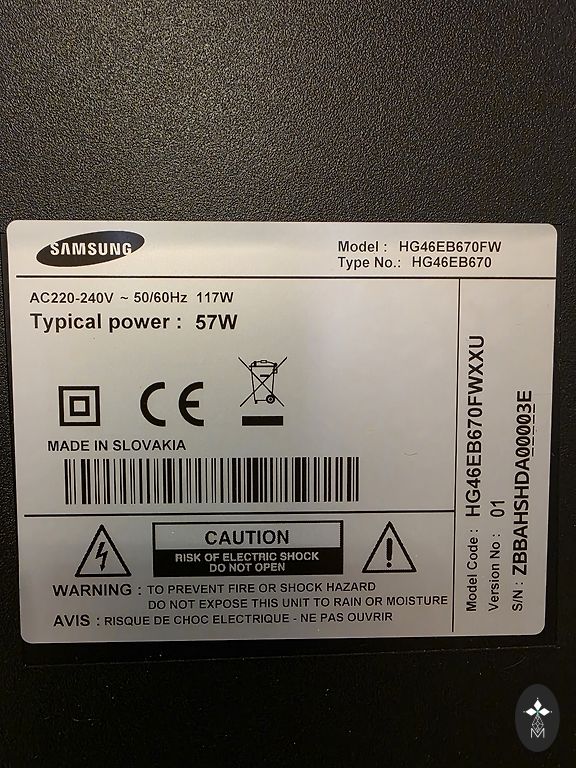 SAMSUNG
Model : HG46EB670FW
Type No.: HG46EB670
AC220-240V ~ 50/60Hz 117W
Typical power : 57W
CE
MADE IN SLOVAKIA
CAUTION
RISK OF ELECTRIC SHOCK
DO NOT OPEN
WARNING : TO PREVENT FIRE OR SHOCK HAZARD
DO NOT EXPOSE THIS UNIT TO RAIN OR MOISTURE
AVIS : RISQUE DE CHOC ELECTRIQUE - NE PAS OUVRIR
Model Code : HG46EB670FWXXU
Version No : 01
S/N : ZBBAHSHDA00003E
M